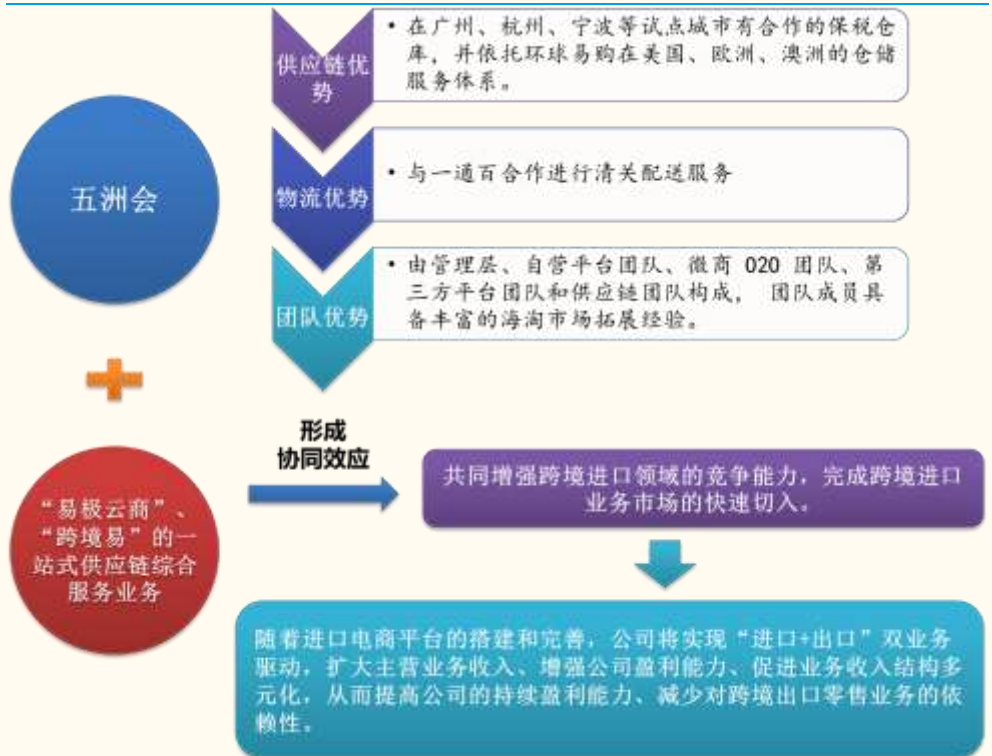 五洲会
供应链优
势
• 在广州、杭州、宁波等试点城市有合作的保税仓
库，并依托环球易购在美国、欧洲、澳洲的仓储
服务体系。
物流优势
• 与一通百合作进行清关配送服务
团队优势
• 由管理层、自营平台团队、微商 O2O 团队、第
三方平台团队和供应链团队构成， 团队成员具
备丰富的海淘市场拓展经验。
“易极云商”、
“跨境易”的一
站式供应链综合
服务业务
形成
协同效应
共同增强跨境进口领域的竞争能力，完成跨境进口
业务市场的快速切入。
随着进口电商平台的搭建和完善，公司将实现“进口+出口”双业务
驱动，扩大主营业务收入、增强公司盈利能力、促进业务收入结构多
元化，从而提高公司的持续盈利能力、减少对跨境出口零售业务的依
赖性。